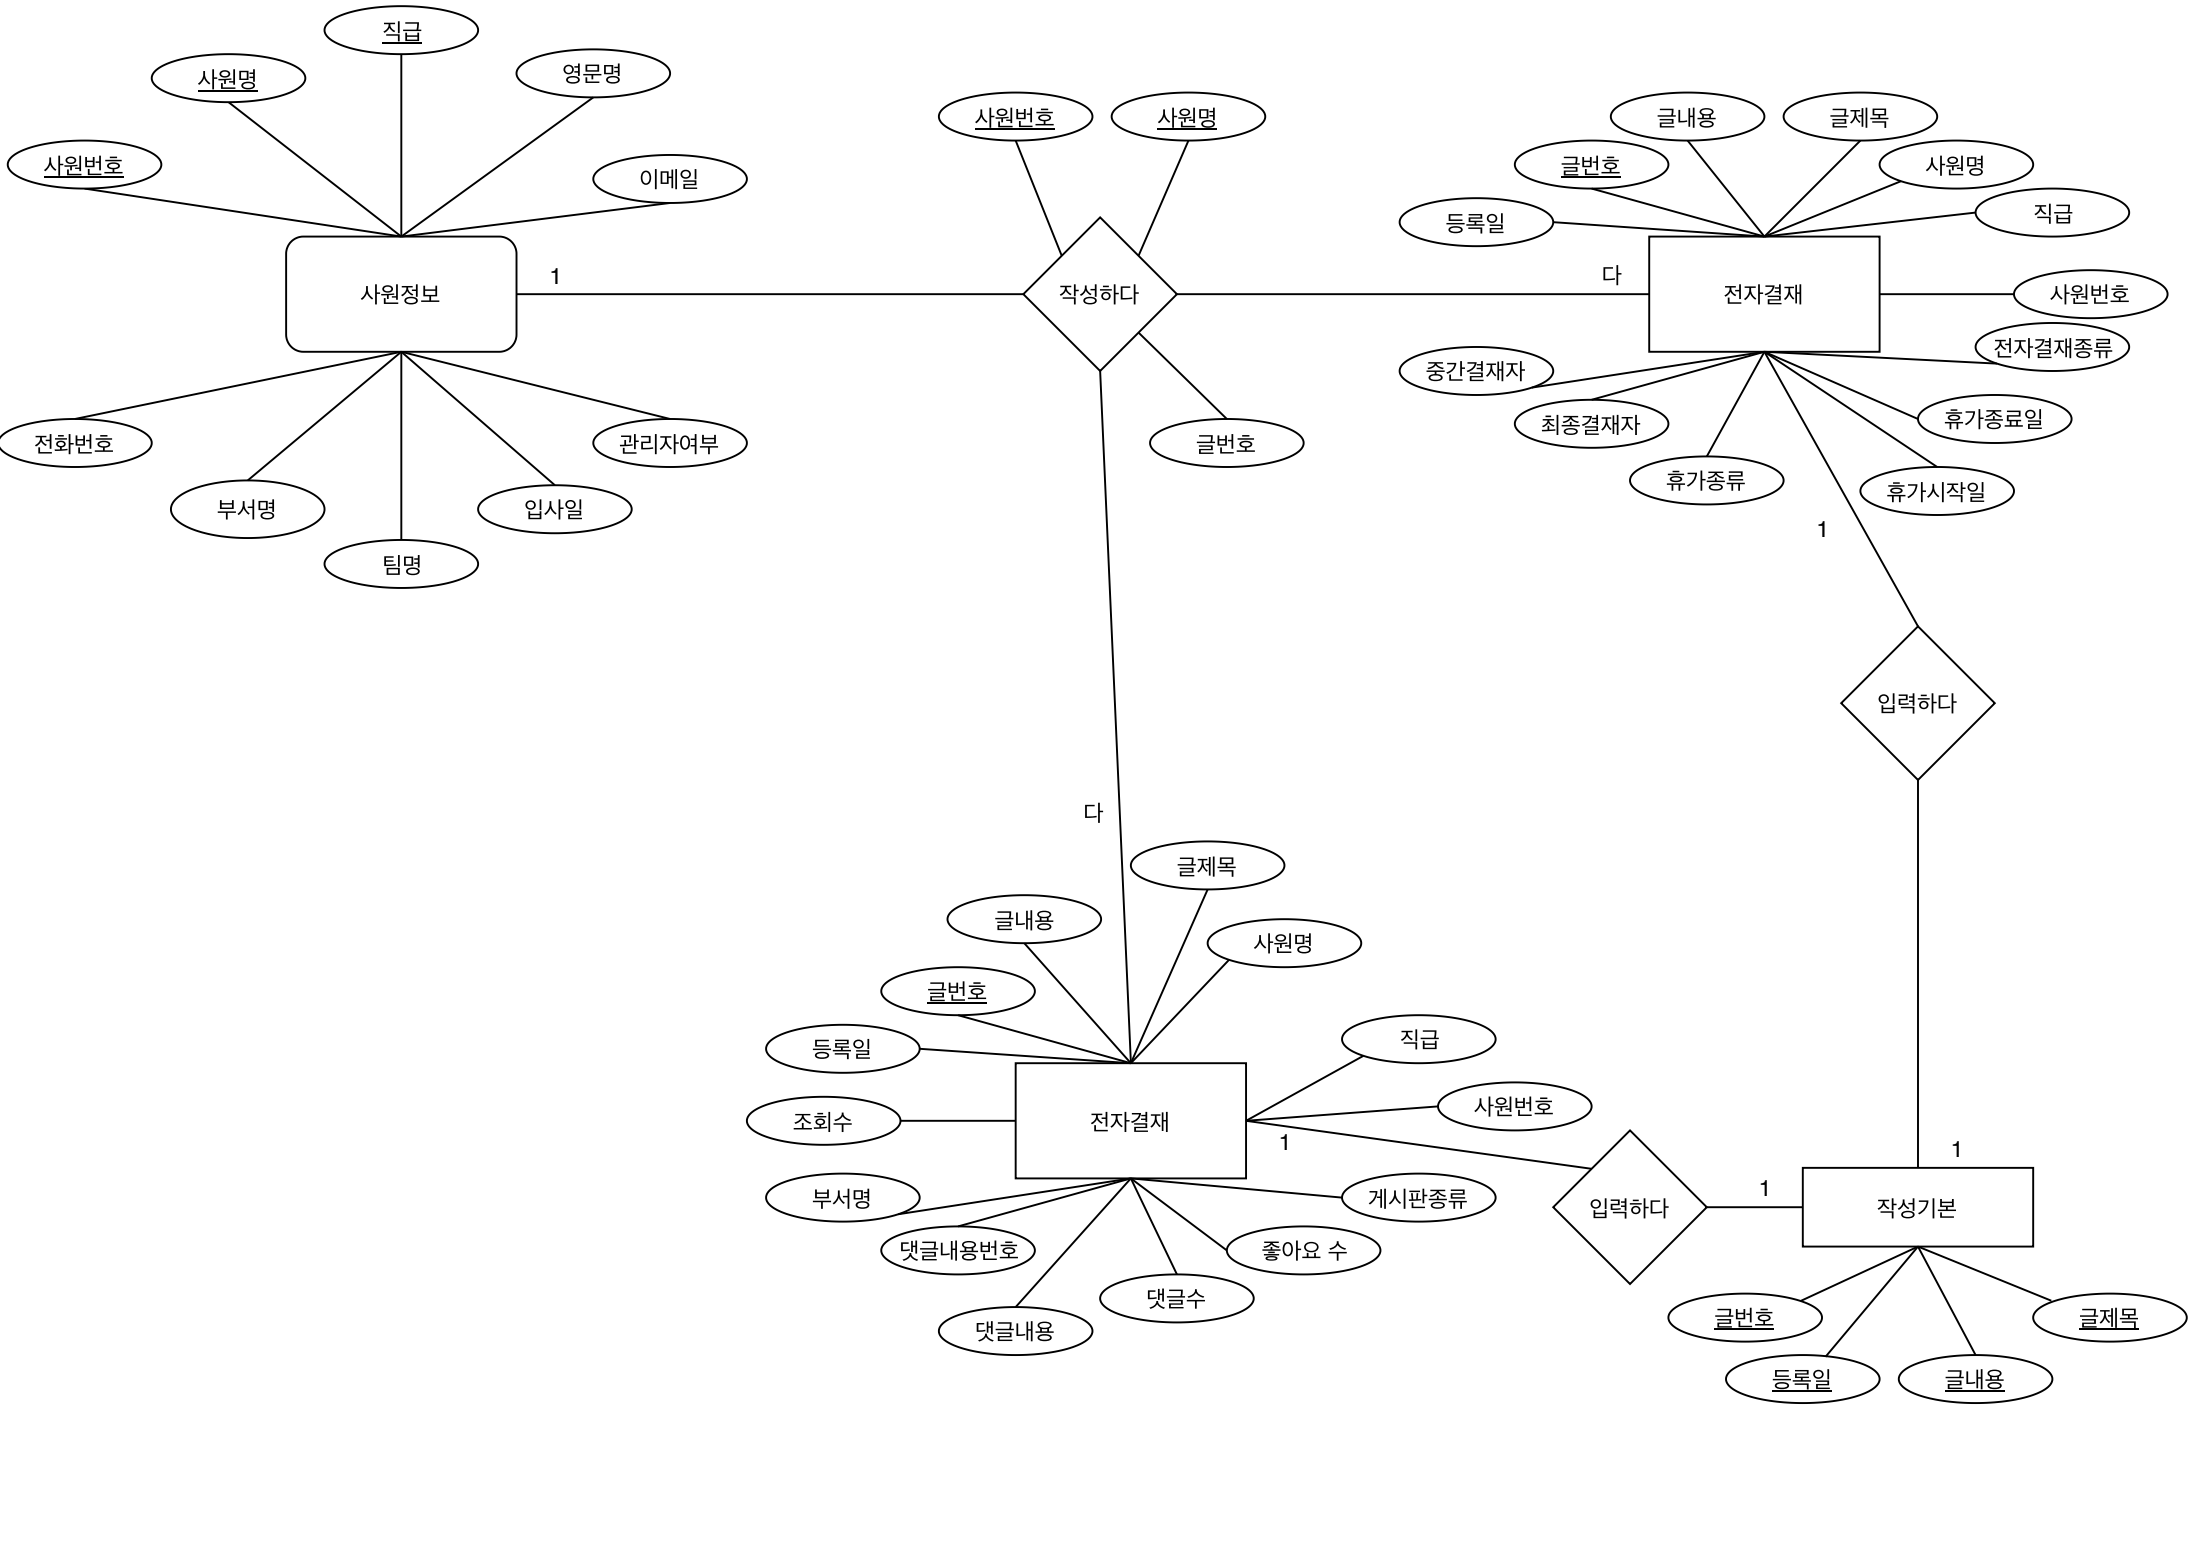 직급
사원명
영문명
사원번호
이메일
사원정보
1
전화번호
관리자여부
부서명
입사일
팀명
사원번호
사원명
작성하다
글번호
다
글내용
글제목
글번호
사원명
등록일
직급
전자결재
사원번호
전자결재종류
중간결재자
휴가종료일
최종결재자
휴가종류
휴가시작일
1
입력하다
다
글제목
글내용
사원명
글번호
직급
등록일
사원번호
조회수
전자결재
1
부서명
게시판종류
댓글내용번호
좋아요 수
댓글수
댓글내용
입력하다
1
1
작성기본
글번호
글제목
등록일
글내용